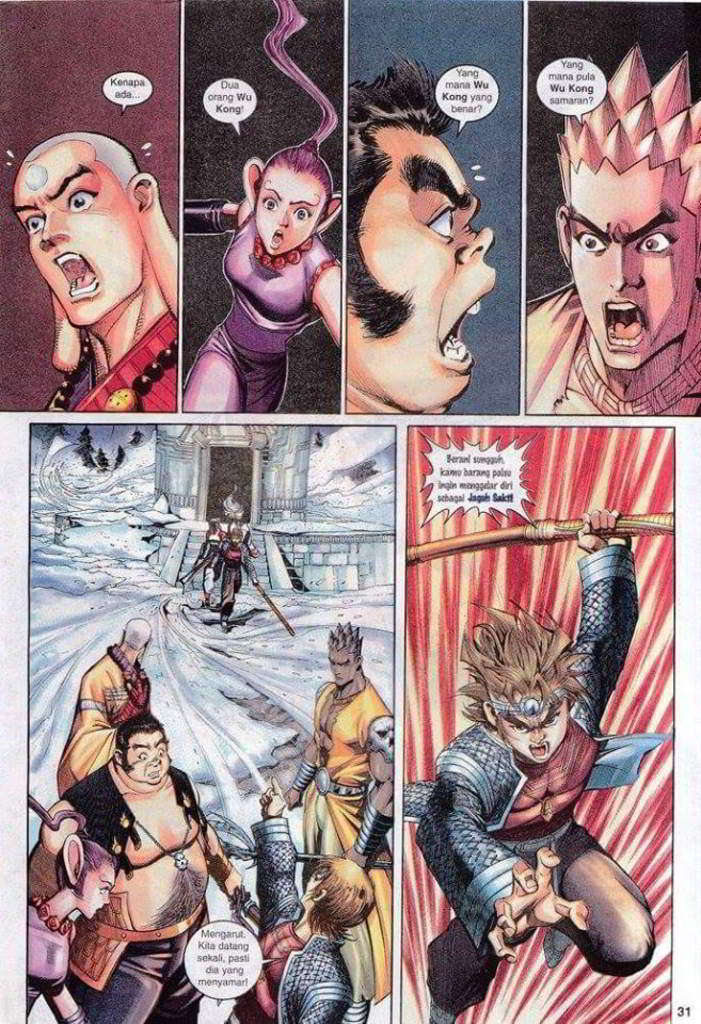 Kenapa
ada...
Dua
orang Wu
Kong!
Yang
mana Wu
Kong yang
benar?
Yang
mana pula
Wu Kong
samaran?
Berani sungguh,
kamu barang palsu
ingin menggelar diri
sebagai Jaguh Sakti!
Mengarut.
Kita datang
sekali, pasti
dia yang
menyamar!
31